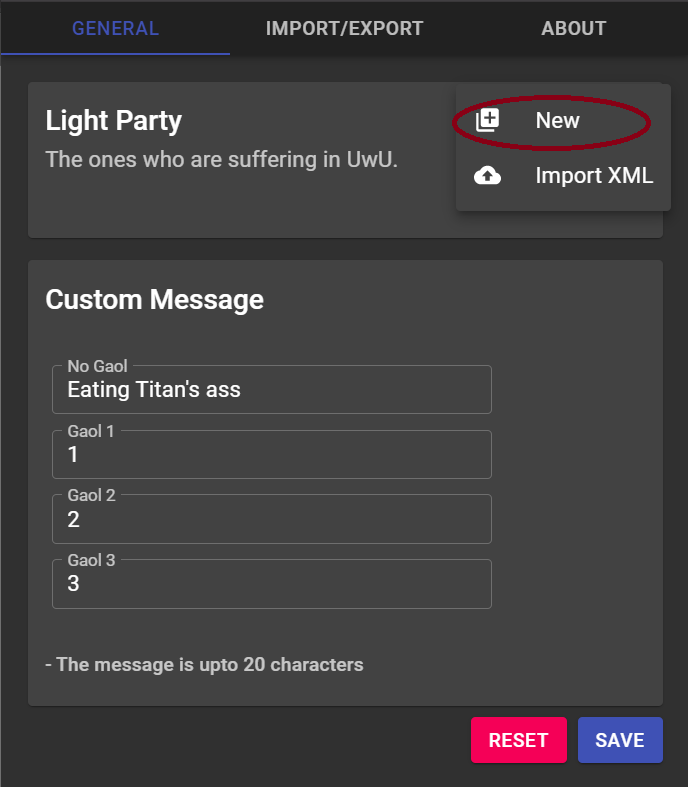 GENERAL IMPORT/EXPORT ABOUT
Light Party
The ones who are suffering in UwU.
New
Import XML
Custom Message
No Gaol
Eating Titan's ass
Gaol 1
1
Gaol 2
2
Gaol 3
3
- The message is upto 20 characters
RESET SAVE